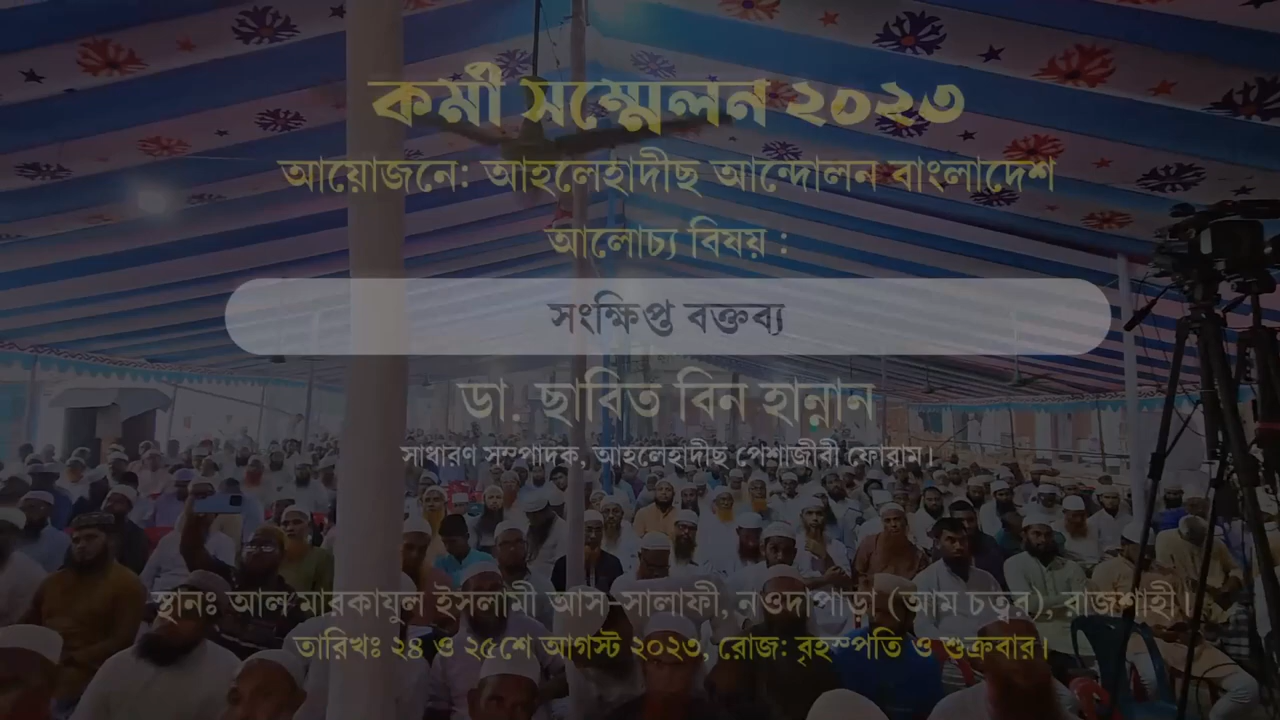 কর্মী সম্মেলন ২০২৩
আয়োজনে: আহলেহাদীছ আন্দোলন বাংলাদেশ
আলোচ্য বিষয় :
সংক্ষিপ্ত বক্তব্য
ডা. ছাবিত বিন হান্নান
সাধারণ সম্পাদক, আহলেহাদীছ পেশাজীবী ফোরাম।
স্থানঃ আল মারকাযুল ইসলামী আস-সালাফী, নওদাপাড়া (আম চত্বর), রাজশাহী।
তারিখঃ ২৪ ও ২৫শে আগস্ট ২০২৩, রোজ: বৃহস্পতি ও শুক্রবার।